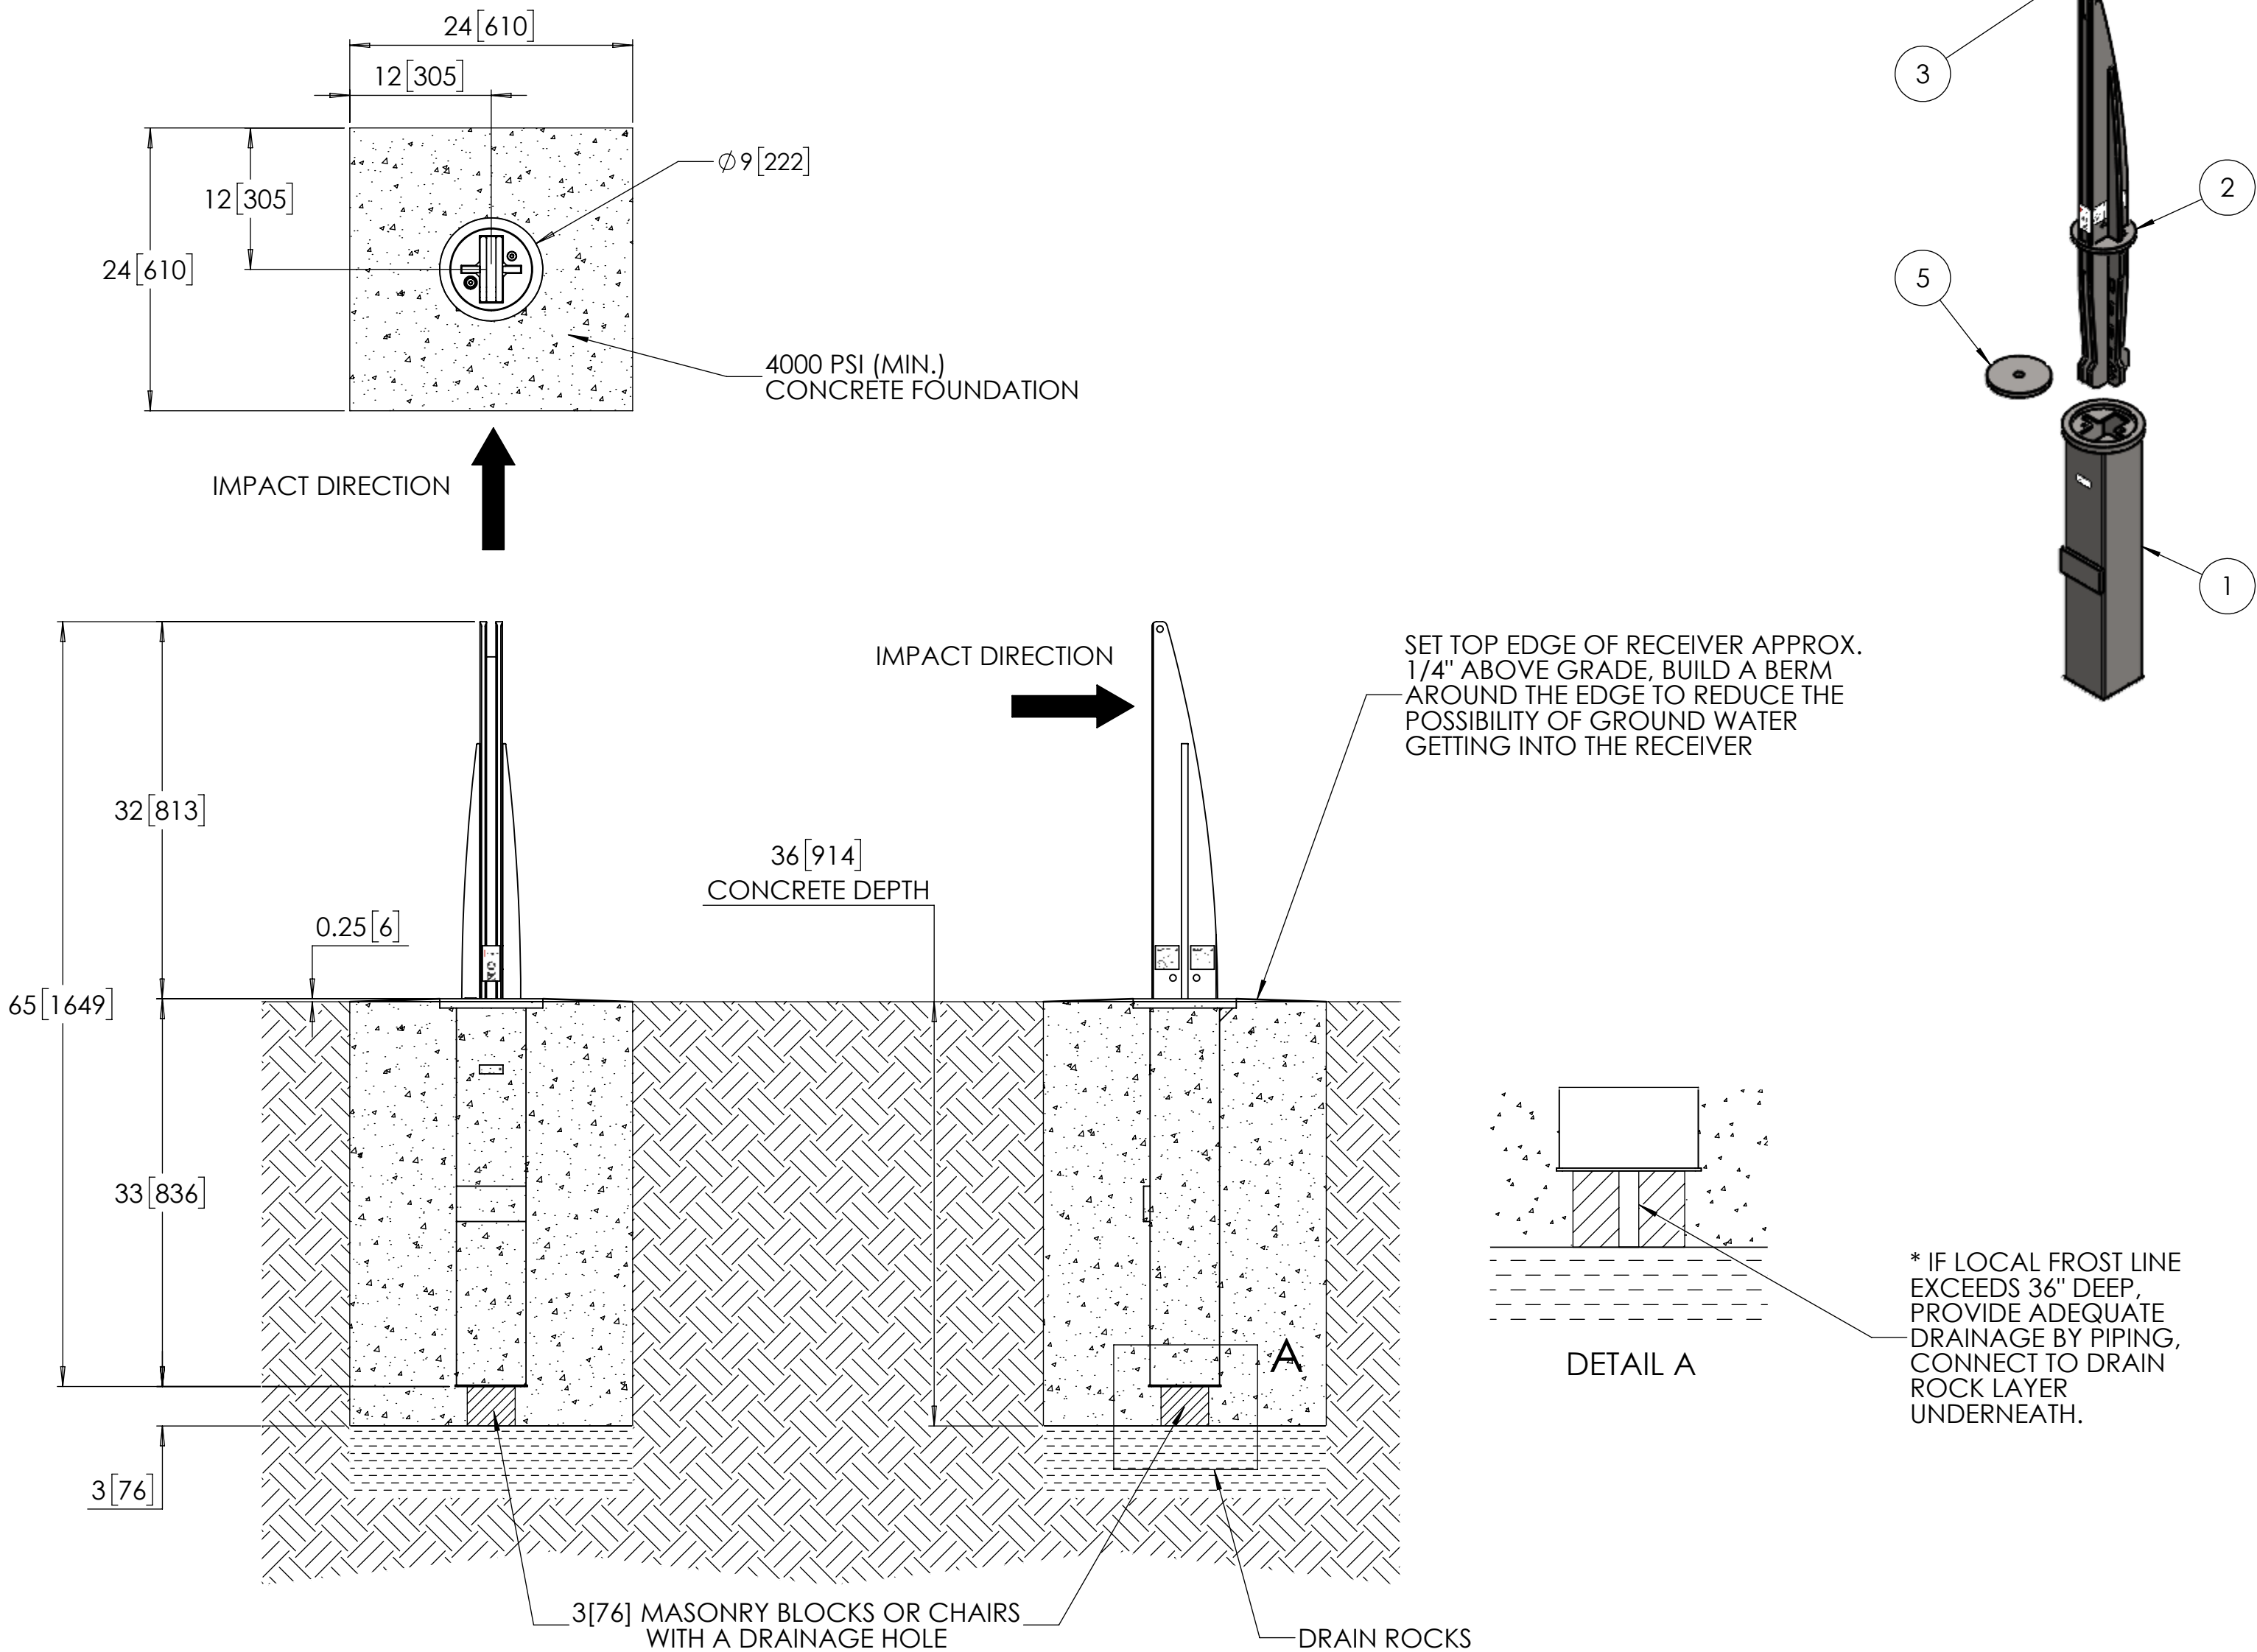 24[610]
12[305]
⌀9[222]
12[305]
24[610]
4000 PSI (MIN.)
CONCRETE FOUNDATION
IMPACT DIRECTION
3
2
5
1
IMPACT DIRECTION
SET TOP EDGE OF RECEIVER APPROX.
1/4" ABOVE GRADE, BUILD A BERM
AROUND THE EDGE TO REDUCE THE
POSSIBILITY OF GROUND WATER
GETTING INTO THE RECEIVER
32[813]
36[914]
CONCRETE DEPTH
0.25[6]
65[1649]
33[836]
3[76]
A
DETAIL A
* IF LOCAL FROST LINE
EXCEEDS 36" DEEP,
PROVIDE ADEQUATE
DRAINAGE BY PIPING,
CONNECT TO DRAIN
ROCK LAYER
UNDERNEATH.
3[76] MASONRY BLOCKS OR CHAIRS
WITH A DRAINAGE HOLE
DRAIN ROCKS